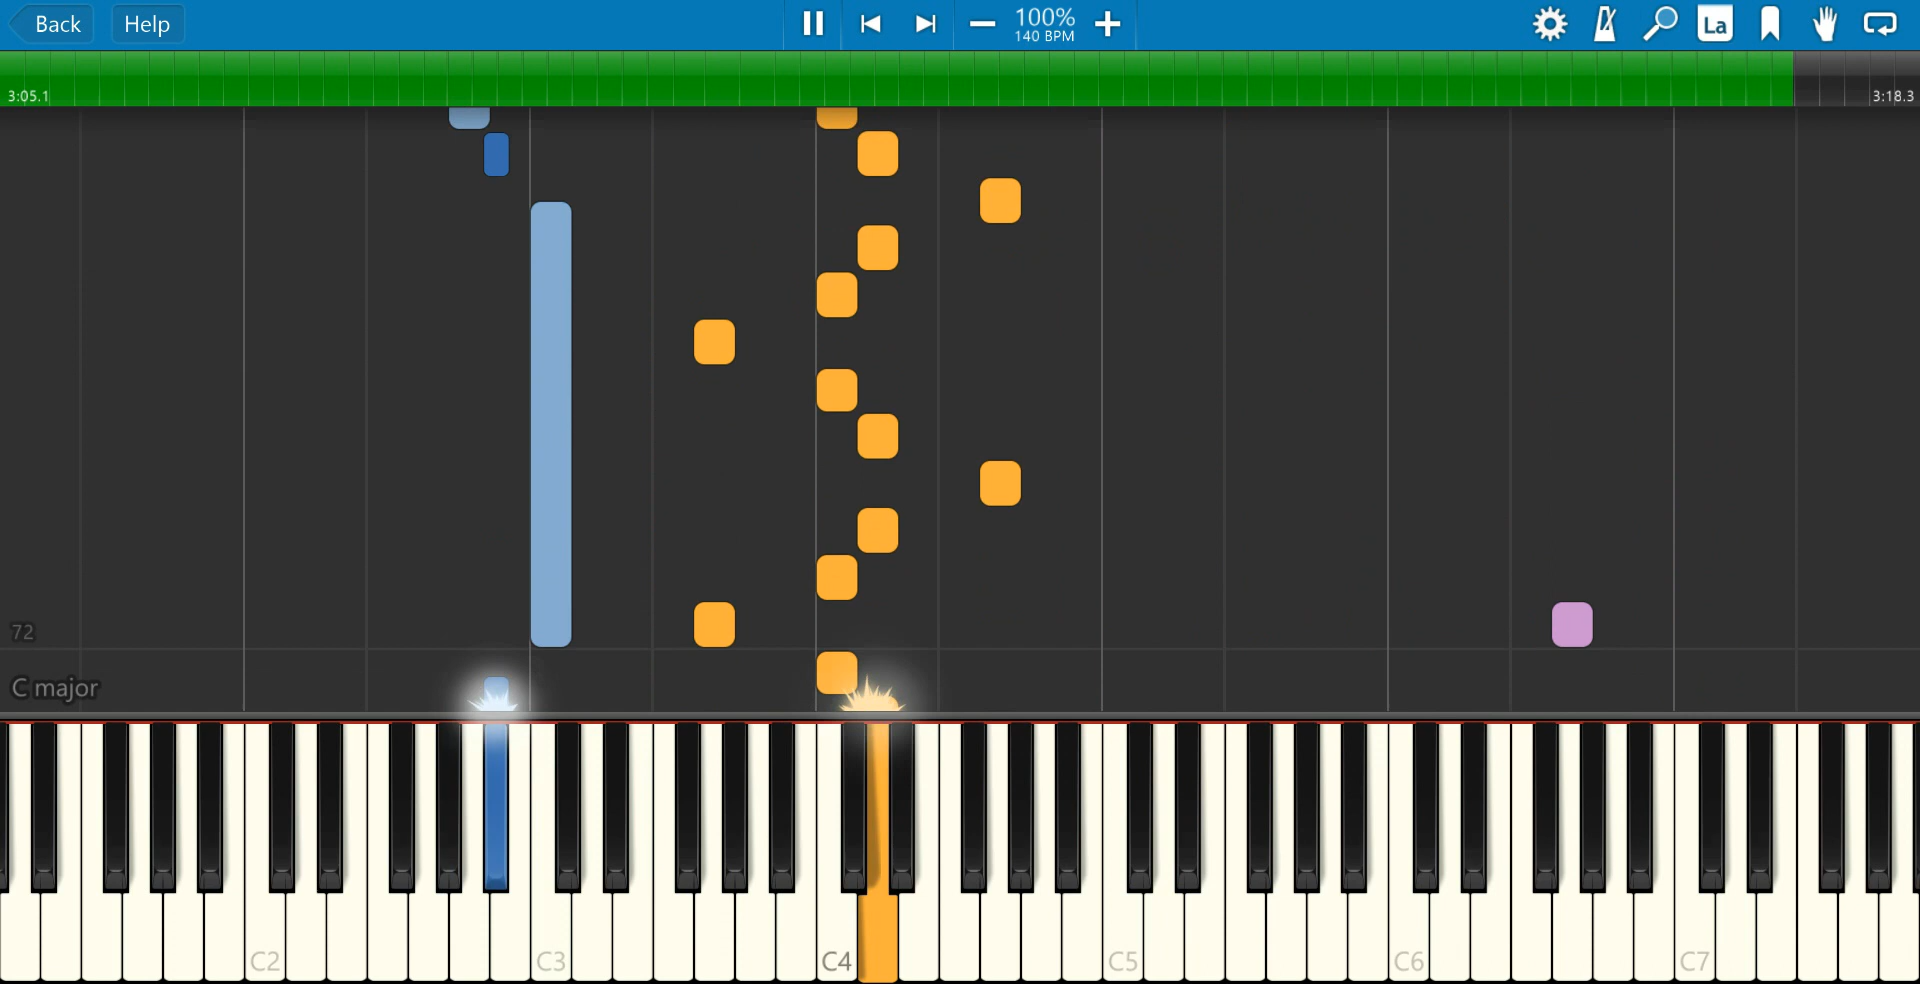 Back
Help
100%
140 BPM
La
3:05.1
3:18.3
72
C major
C2
C3
C4
C5
C6
C7